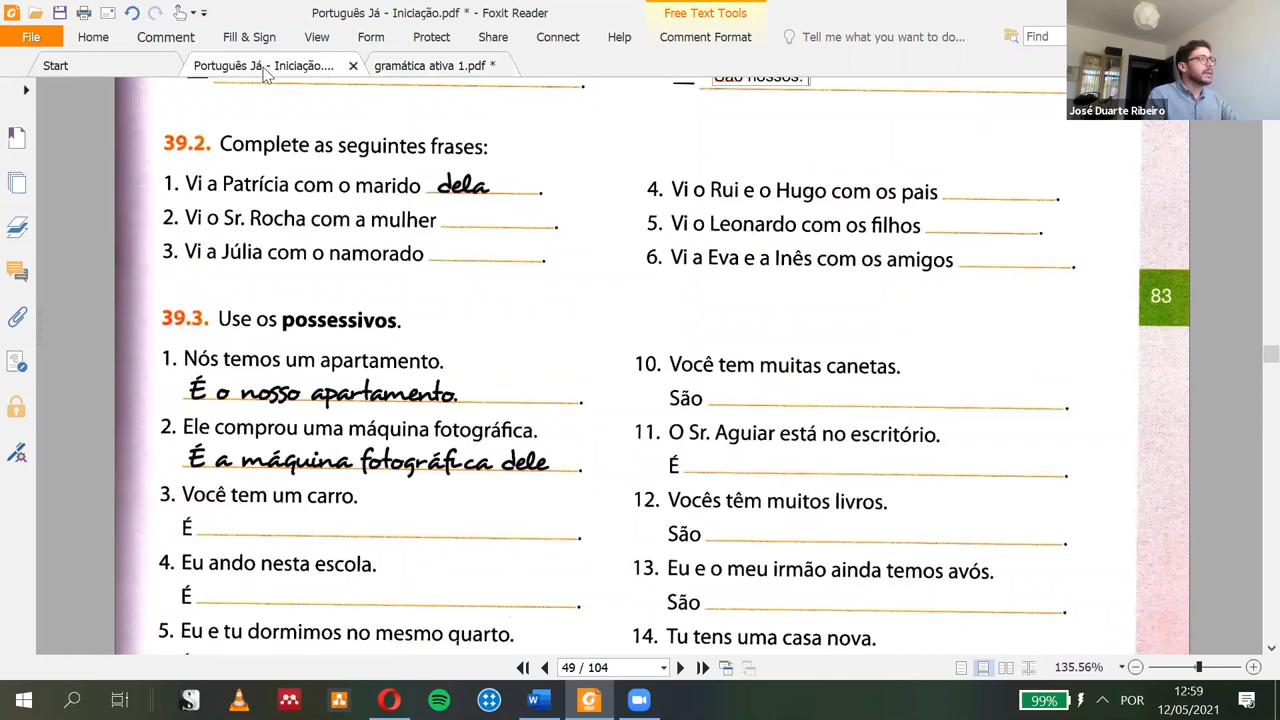 Português Já - Iniciação.pdf * - Foxit Reader
Free Text Tools
File Home Comment Fill & Sign View Form Protect Share Connect Help Comment Format Tell me what you want to do... Find
Start Português Já - Iniciação.... gramática ativa 1.pdf *
José Duarte Ribeiro
São nossos.
39.2. Complete as seguintes frases:
1. Vi a Patrícia com o marido dela .
2. Vi o Sr. Rocha com a mulher .
3. Vi a Júlia com o namorado .
4. Vi o Rui e o Hugo com os pais .
5. Vi o Leonardo com os filhos .
6. Vi a Eva e a Inês com os amigos .
83
39.3. Use os possessivos.
1. Nós temos um apartamento.
É o nosso apartamento. .
2. Ele comprou uma máquina fotográfica.
É a máquina fotográfica dele .
3. Você tem um carro.
É .
4. Eu ando nesta escola.
É .
5. Eu e tu dormimos no mesmo quarto.
10. Você tem muitas canetas.
São .
11. O Sr. Aguiar está no escritório.
É .
12. Vocês têm muitos livros.
São .
13. Eu e o meu irmão ainda temos avós.
São .
14. Tu tens uma casa nova.
49 / 104 135.56%
99% POR 12:59
12/05/2021